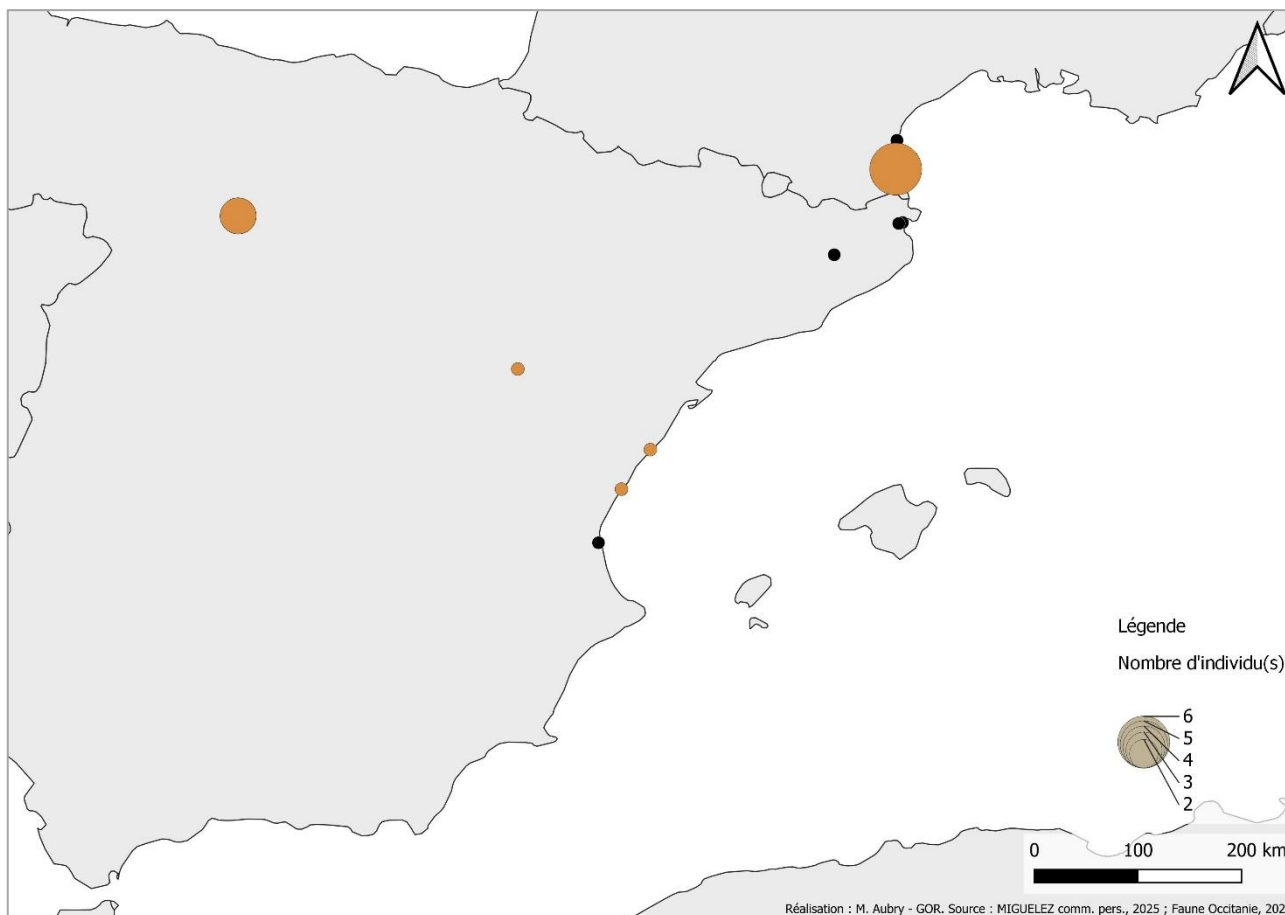 Légende
Nombre d'individu(s)
6
5
4
3
2
0 100 200 km
Réalisation : M. Aubry - GOR. Source : MIGUELEZ comm. pers., 2025 ; Faune Occitanie, 202